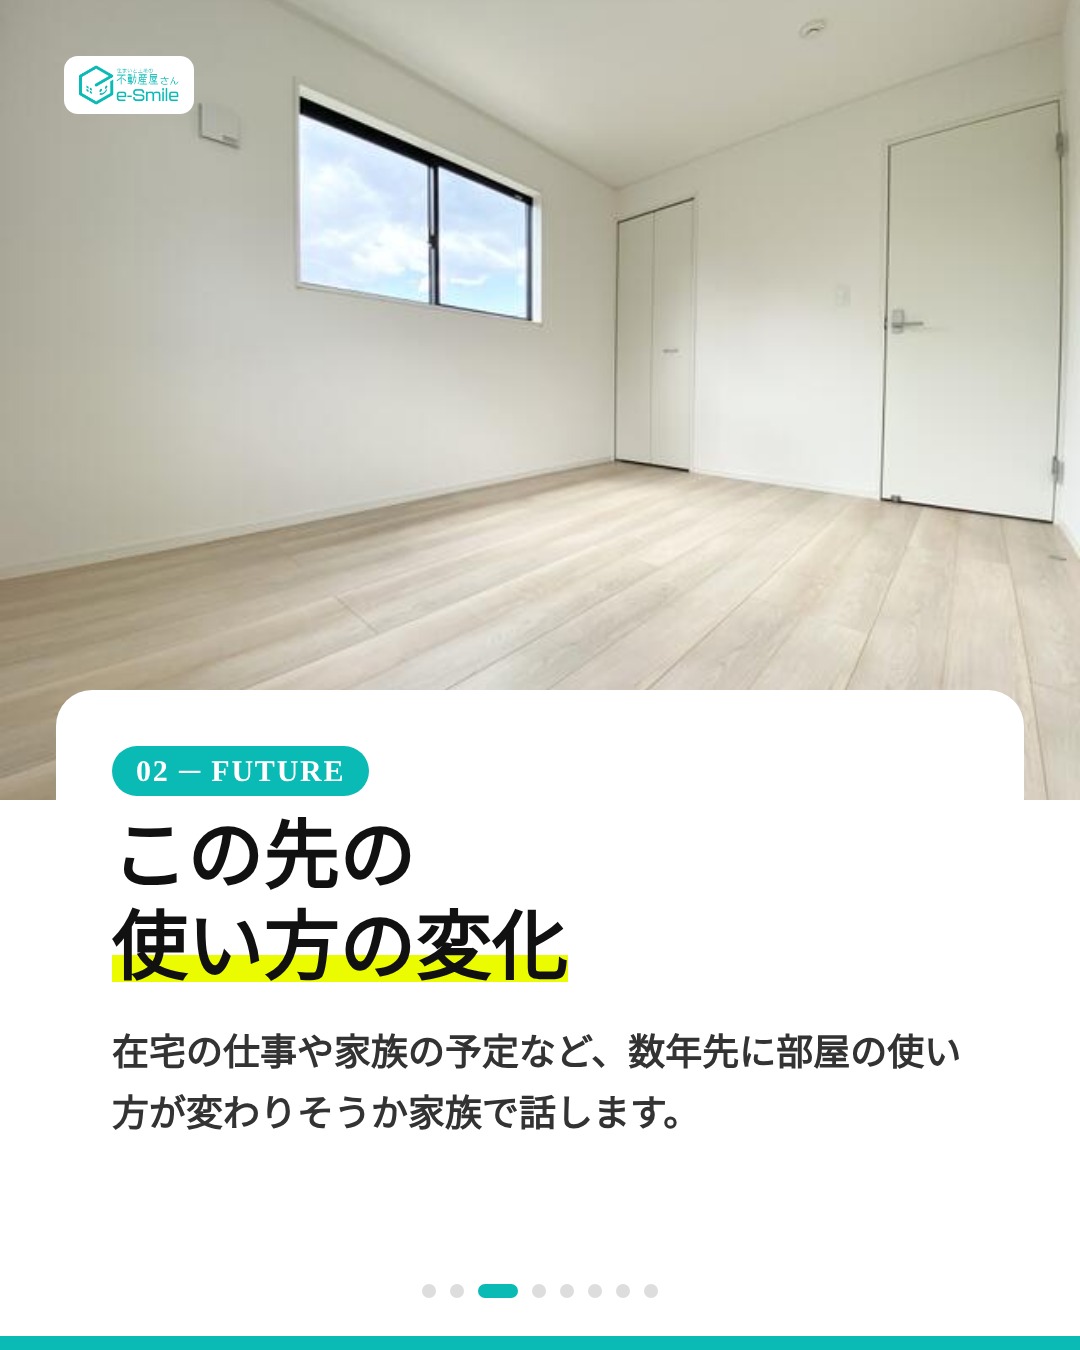 不動産屋さん
e-Smile
02 — FUTURE
この先の
使い方の変化
在宅の仕事や家族の予定など、数年先に部屋の使い
方が変わりそうか家族で話します。